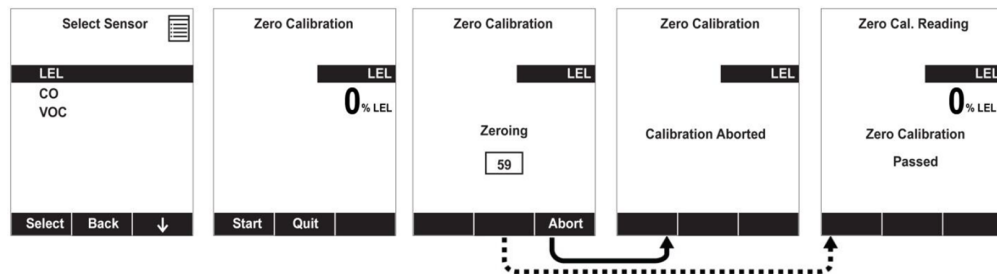 Select Sensor
LEL
CO
VOC
Select Back ↓
Zero Calibration
LEL
0 % LEL
Start Quit
Zero Calibration
LEL
Zeroing
59
Abort
Zero Calibration
LEL
Calibration Aborted
Zero Cal. Reading
LEL
0 % LEL
Zero Calibration
Passed